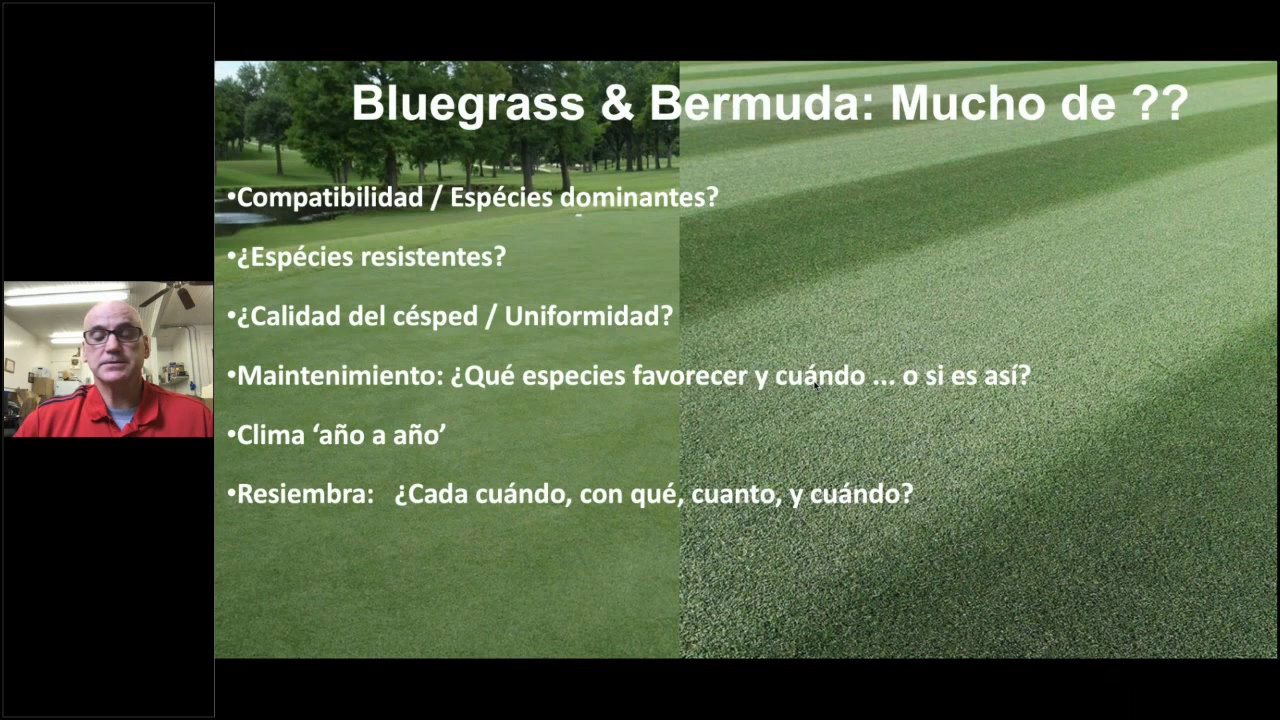 Bluegrass & Bermuda: Mucho de ??
•Compatibilidad / Espécies dominantes?
•¿Espécies resistentes?
•¿Calidad del césped / Uniformidad?
•Maintenimiento: ¿Qué especies favorecer y cuándo ... o si es así?
•Clima ‘año a año’
•Resiembra: ¿Cada cuándo, con qué, cuanto, y cuándo?